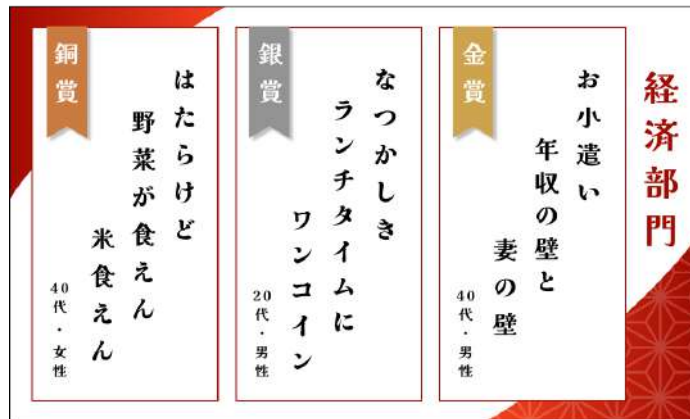 経済部門
金賞
お小遣い
年収の壁と
妻の壁
40代・男性
銀賞
なつかしき
ランチタイムに
ワンコイン
20代・男性
銅賞
はたらけど
野菜が食えん
米食えん
40代・女性